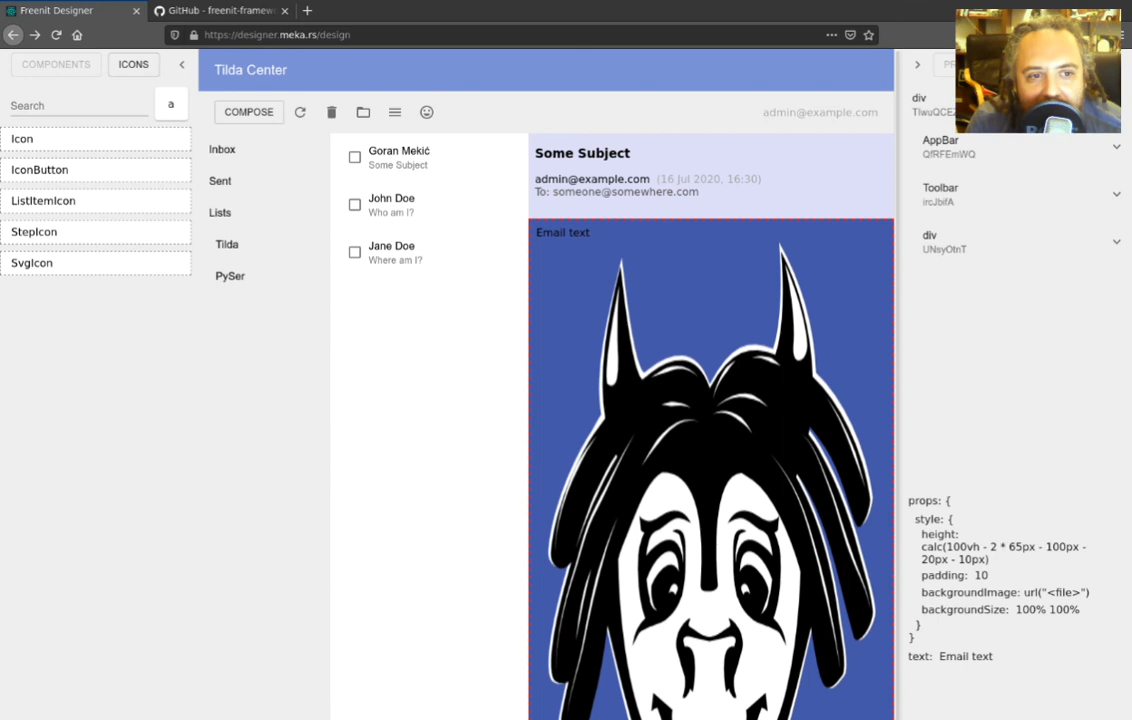 Freenit Designer
GitHub - freenit-framew
https://designer.meka.rs/design
COMPONENTS
ICONS
Search
a
Icon
IconButton
ListItemIcon
StepIcon
SvgIcon
Tilda Center
COMPOSE
admin@example.com
Inbox
Sent
Lists
Tilda
PySer
Goran Mekić
Some Subject
John Doe
Who am I?
Jane Doe
Where am I?
Some Subject
admin@example.com (16 Jul 2020, 16:30)
To: someone@somewhere.com
Email text
div
AppBar
QfRFEmWQ
Toolbar
ircJbifA
div
UNsyOtnT
props: {
style: {
height:
calc(100vh - 2 * 65px - 100px -
20px - 10px)
padding: 10
backgroundImage: url("<file>")
backgroundSize: 100% 100%
}
}
text: Email text